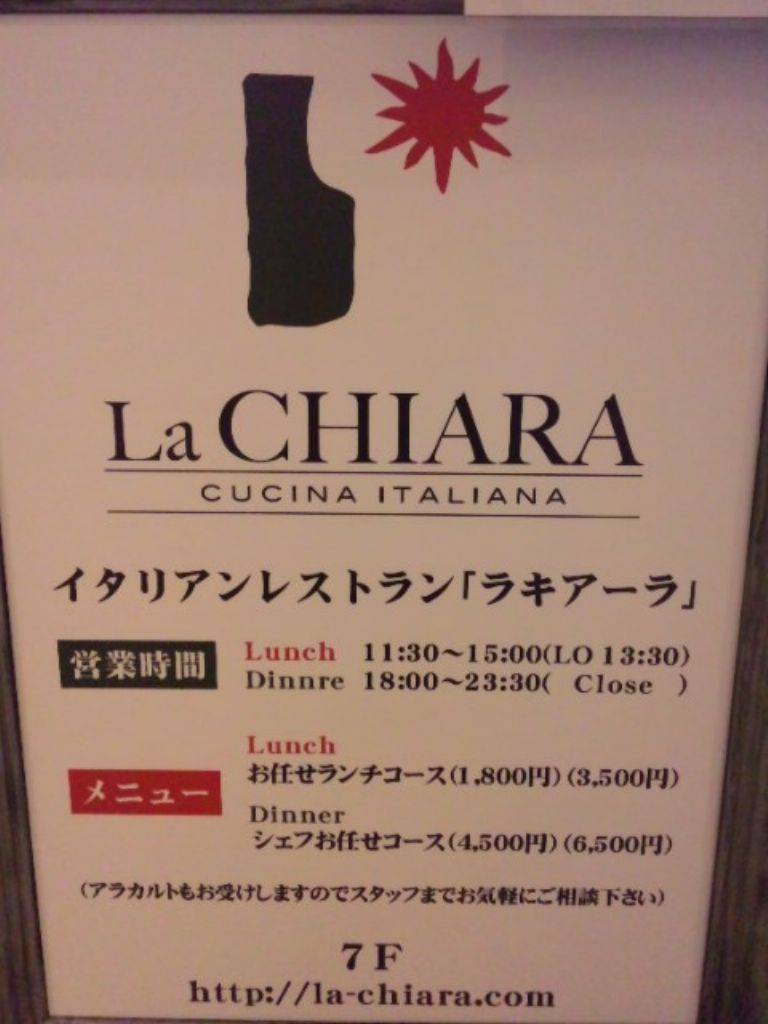 La CHIARA
CUCINA ITALIANA
イタリアンレストラン「ラキアーラ」
営業時間 Lunch 11:30～15:00(LO 13:30)
Dinnre 18:00～23:30( Close )
メニュー
Lunch
お任せランチコース(1,800円)(3,500円)
Dinner
シェフお任せコース(4,500円)(6,500円)
(アラカルトもお受けしますのでスタッフまでお気軽にご相談下さい)
7F
http://la-chiara.com